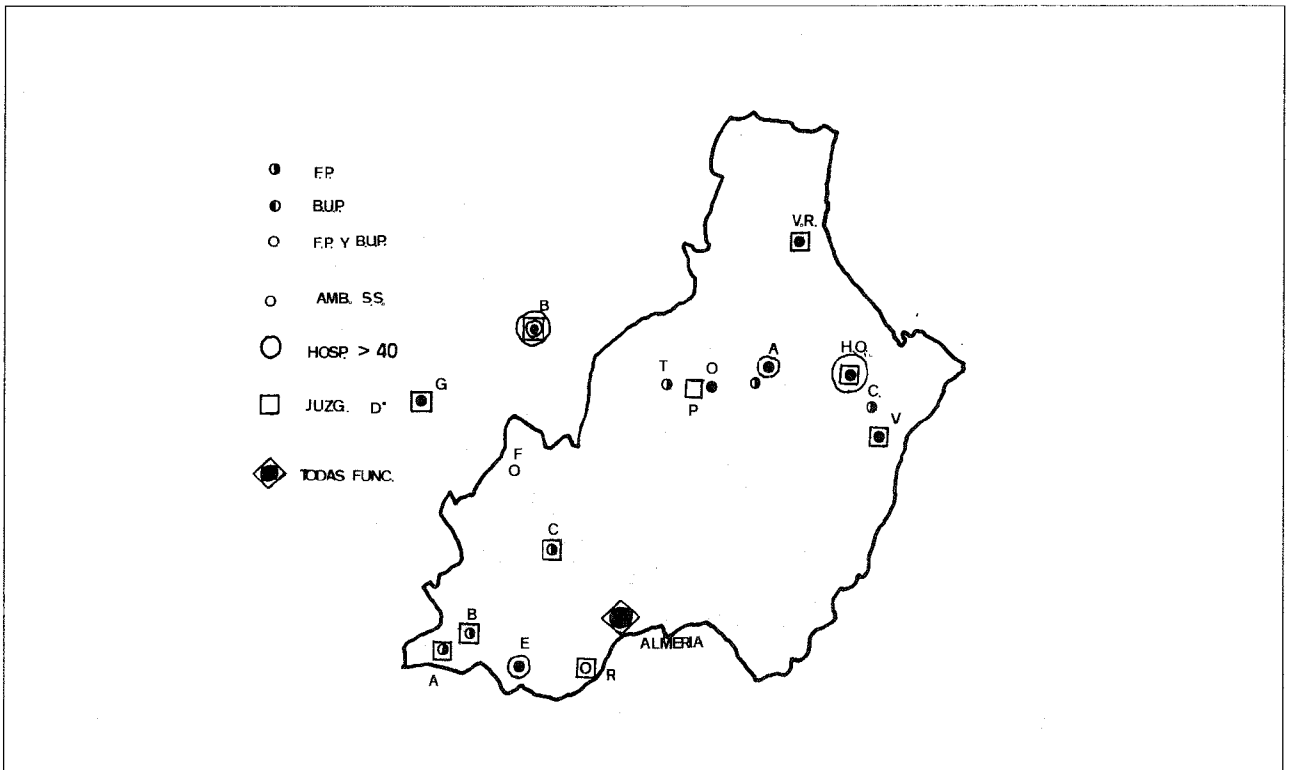 F.P.
B.U.P.
F.P. Y B.U.P.
AMB. S.S.
HOSP. > 40
JUZG. D°
TODAS FUNC.
V.R.
B
A
H.O.
T
O
G
P
C.
V
F
C
B
ALMERIA
E
R
A